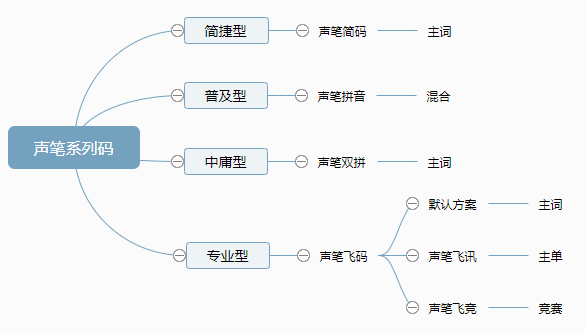 声笔系列码
简捷型 声笔简码 主词
普及型 声笔拼音 混合
中庸型 声笔双拼 主词
专业型 声笔飞码
默认方案 主词
声笔飞讯 主单
声笔飞竞 竞赛